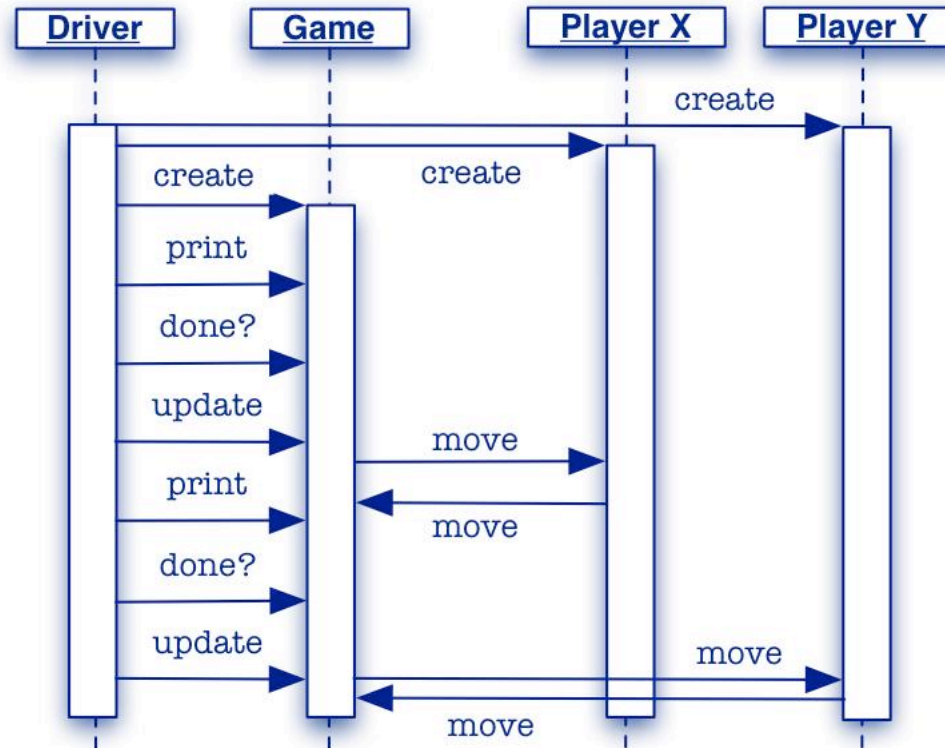 Driver
Game
Player X
Player Y
create
create
create
print
done?
update
move
print
move
done?
update
move
move